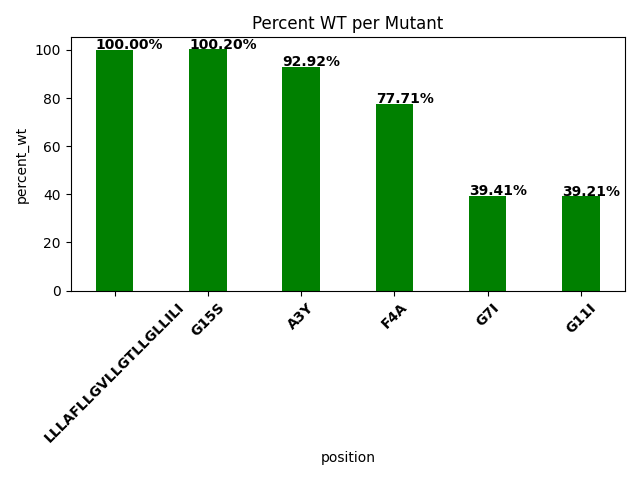 Percent WT per Mutant
percent_wt
100
80
60
40
20
0
100.00%
100.20%
92.92%
77.71%
39.41%
39.21%
LLLAFLLGVLLGTLLGLLILI
G15S
A3Y
F4A
G7I
G11I
position